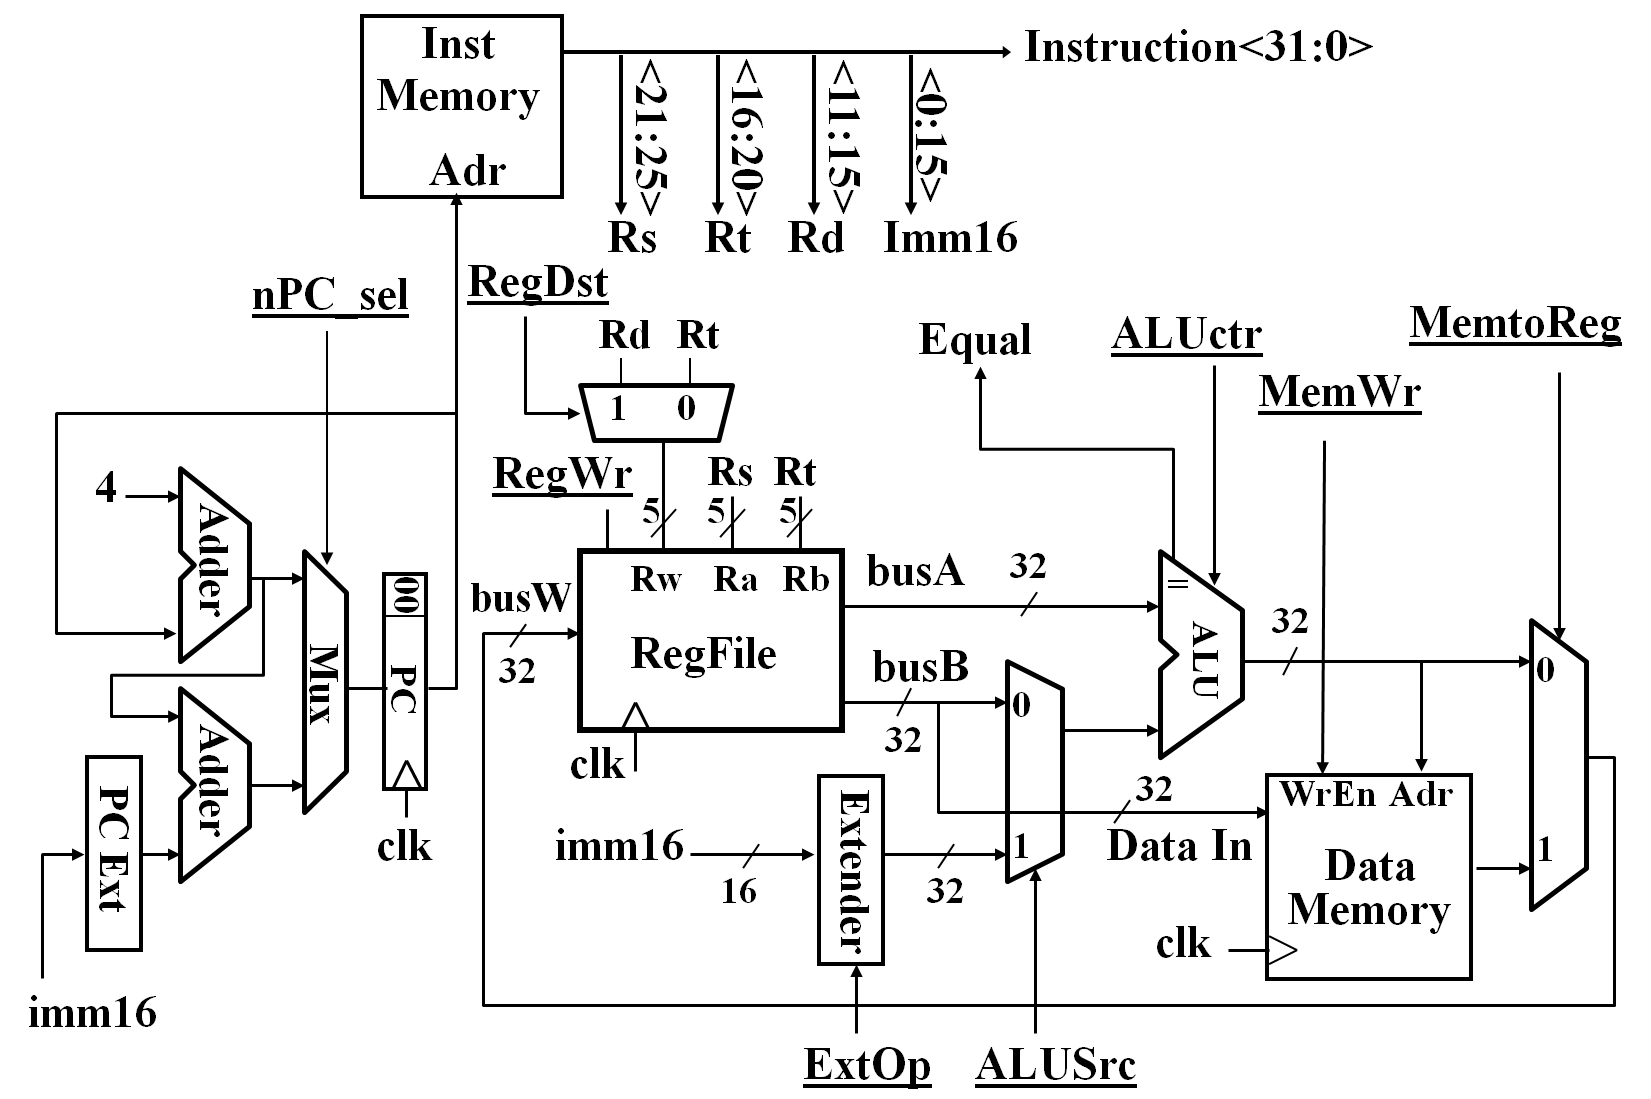 Inst
Memory
Adr
Instruction<31:0>
<21:25>
<16:20>
<11:15>
<0:15>
Rs
Rt
Rd
Imm16
nPC_sel
RegDst
Rd
Rt
1
0
Equal
ALUctr
MemtoReg
MemWr
RegWr
Rs
Rt
5
5
5
4
Adder
Mux
00
PC
clk
Adder
PC Ext
imm16
busW
32
Rw
Ra
Rb
RegFile
clk
busA
32
busB
32
=
ALU
32
0
1
0
1
imm16
16
Extender
32
32
Data In
WrEn
Adr
Data
Memory
clk
ExtOp
ALUSrc